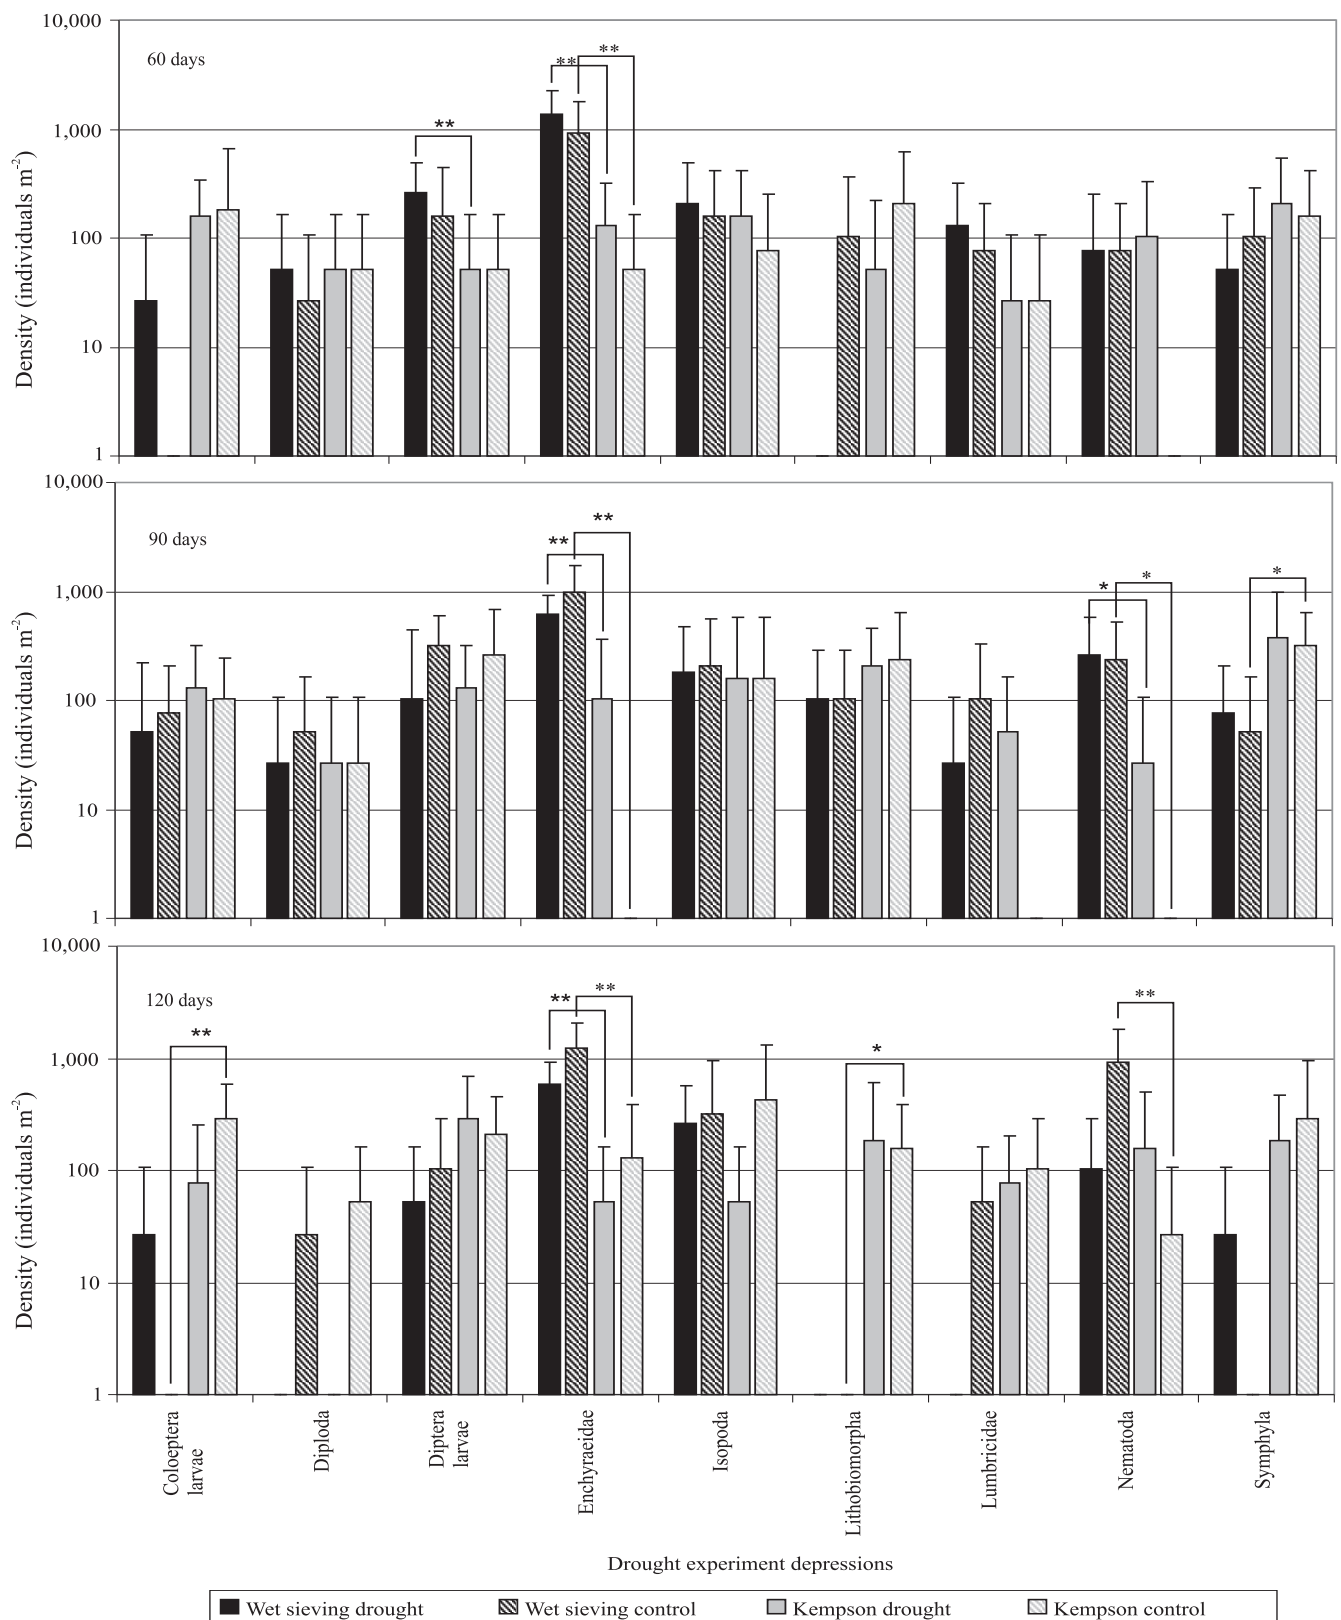 10,000
60 days
** **
**
1,000
100
10
1
Density (individuals m-2)
10,000
90 days
** **
* * *
1,000
100
10
1
Density (individuals m-2)
10,000
120 days
** ** ** * **
1,000
100
10
1
Density (individuals m-2)
Coloeptera
larvae
Diploda
Diptera
larvae
Enchyraeidae
Isopoda
Lithobiomorpha
Lumbricidae
Nematoda
Symphyla
Drought experiment depressions
Wet sieving drought Wet sieving control Kempson drought Kempson control